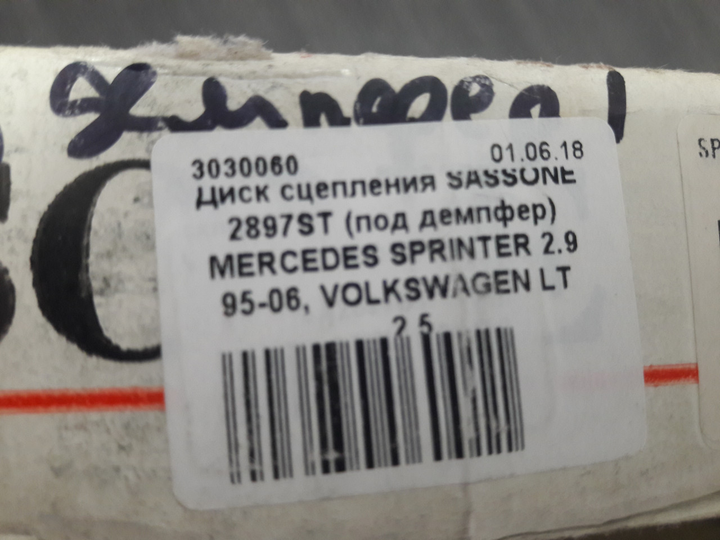 Демпфер!
3030060 01.06.18
Диск сцепления SASSONE
2897ST (под демпфер)
MERCEDES SPRINTER 2.9
95-06, VOLKSWAGEN LT
2.5
SP